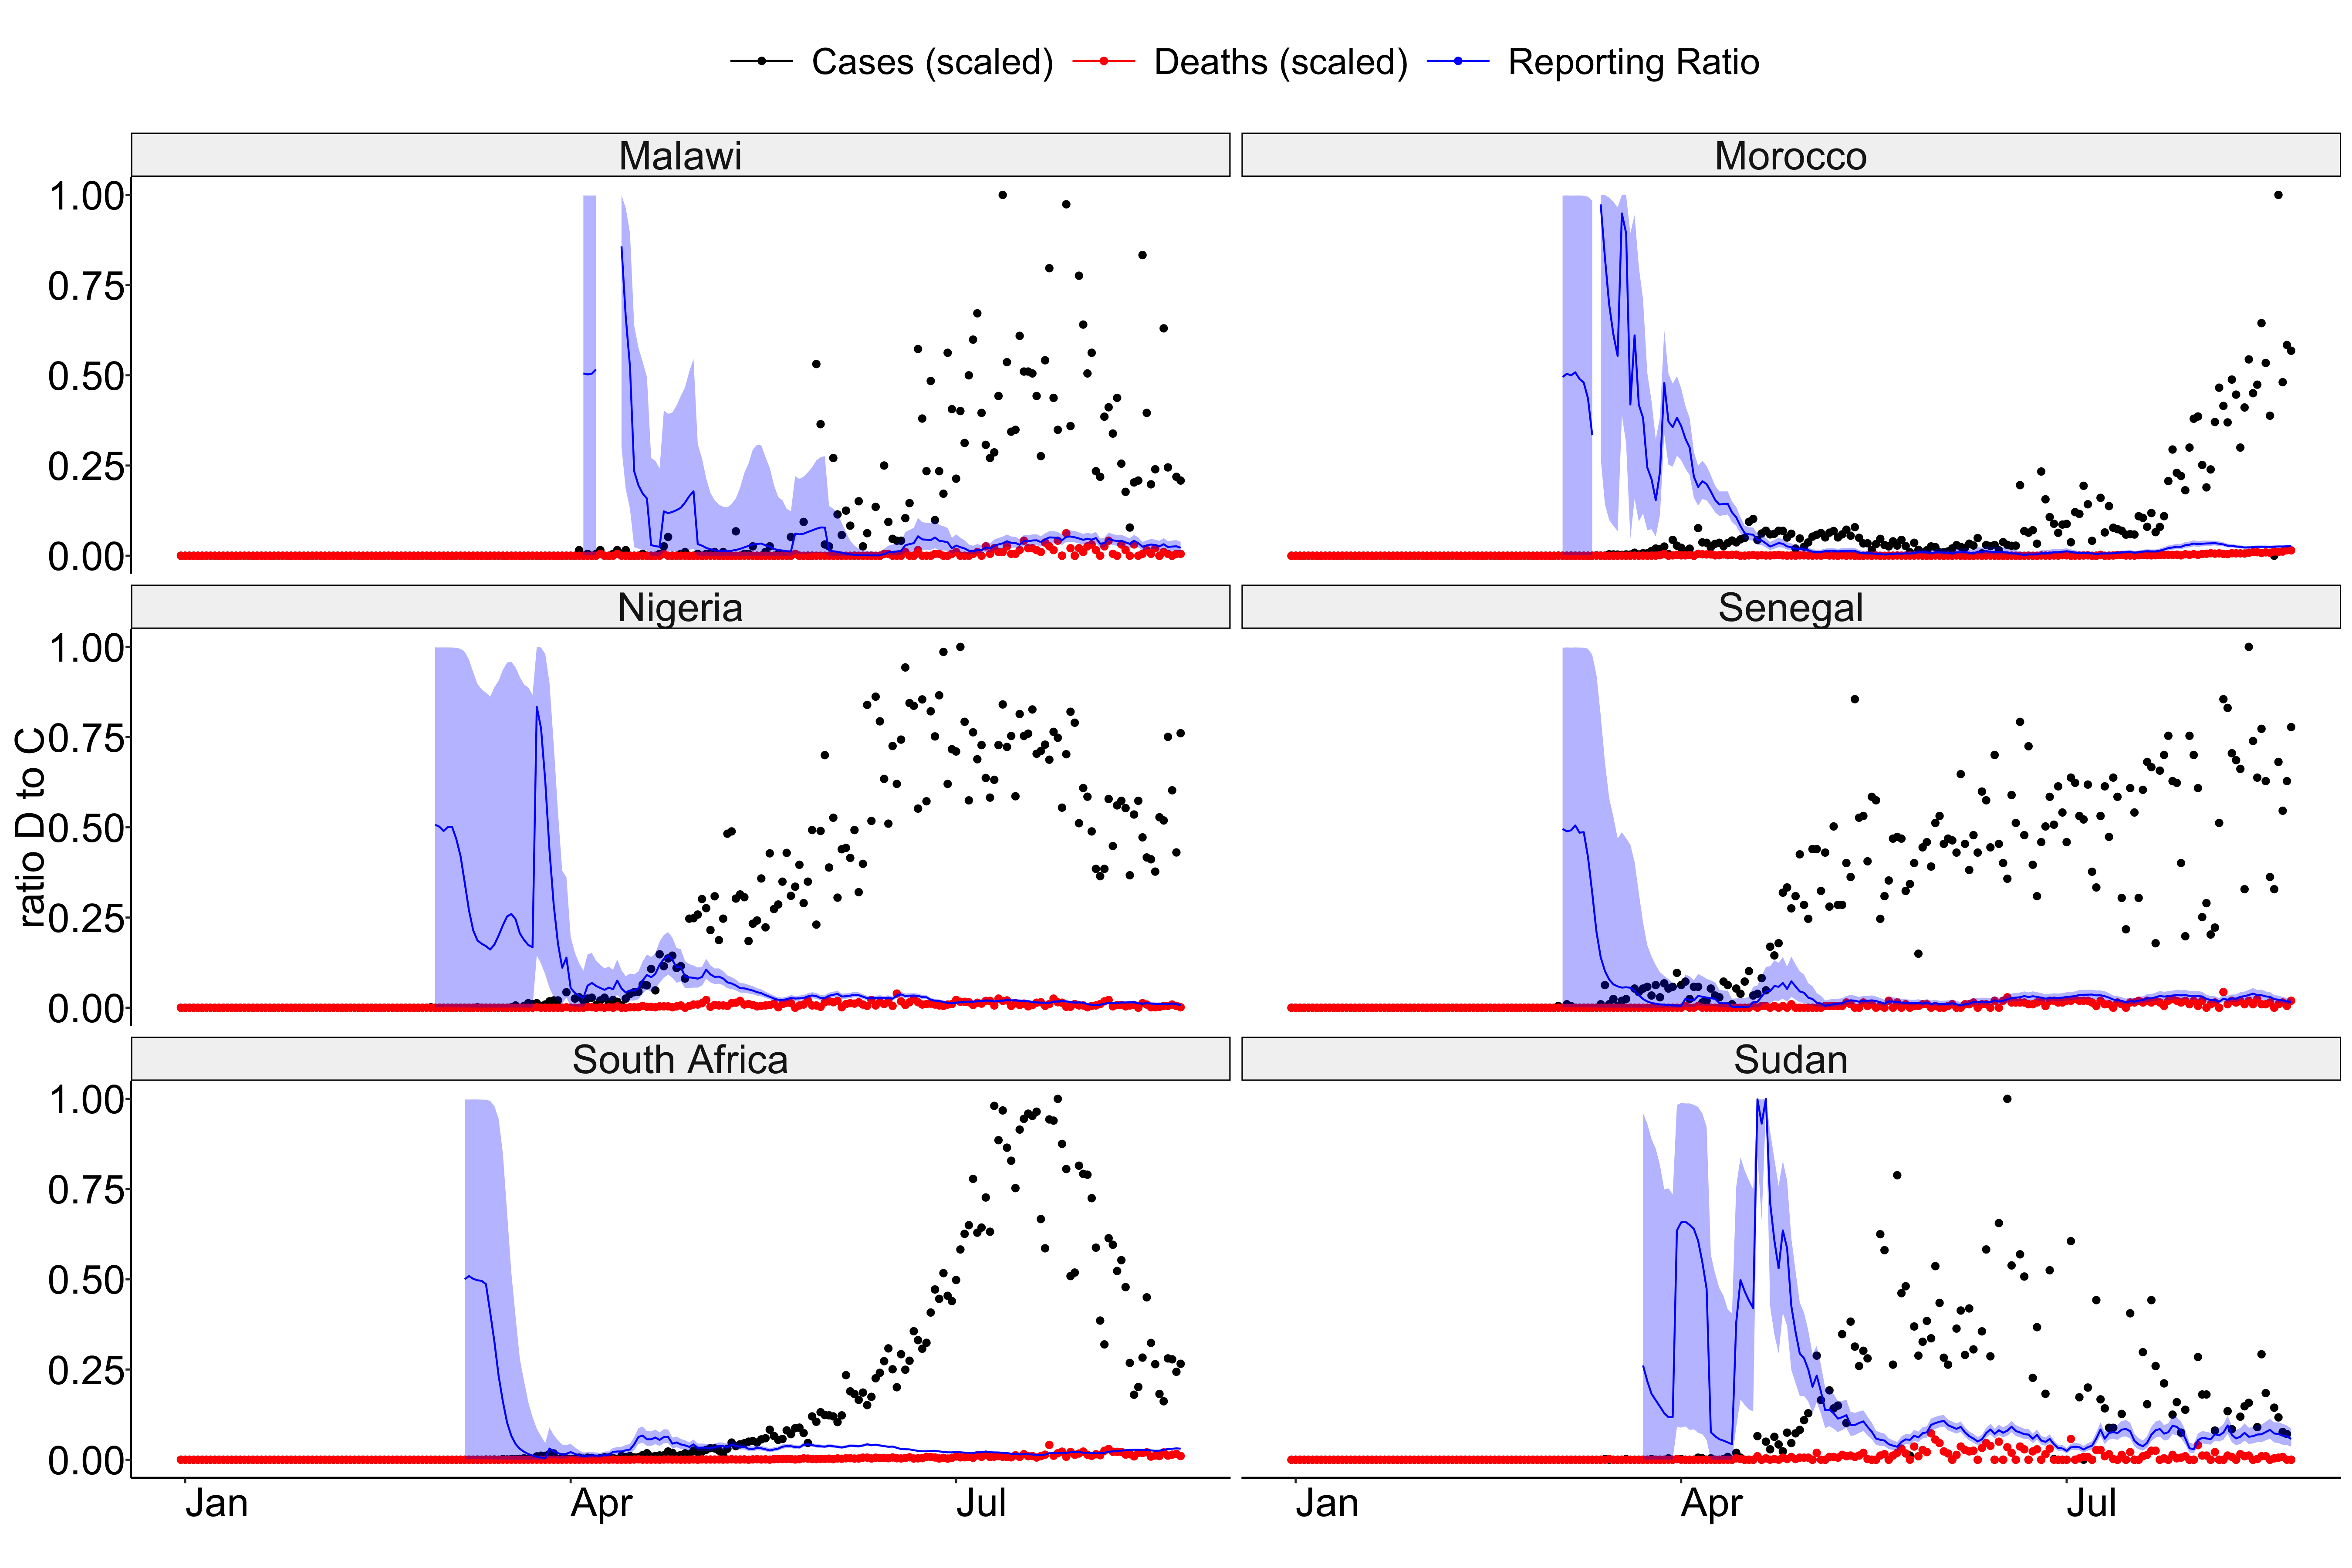 Cases (scaled) Deaths (scaled) Reporting Ratio
Malawi Morocco
1.00
0.75
0.50
0.25
0.00
Nigeria Senegal
1.00
0.75
0.50
0.25
0.00
ratio D to C
South Africa Sudan
1.00
0.75
0.50
0.25
0.00
Jan Apr Jul Jan Apr Jul